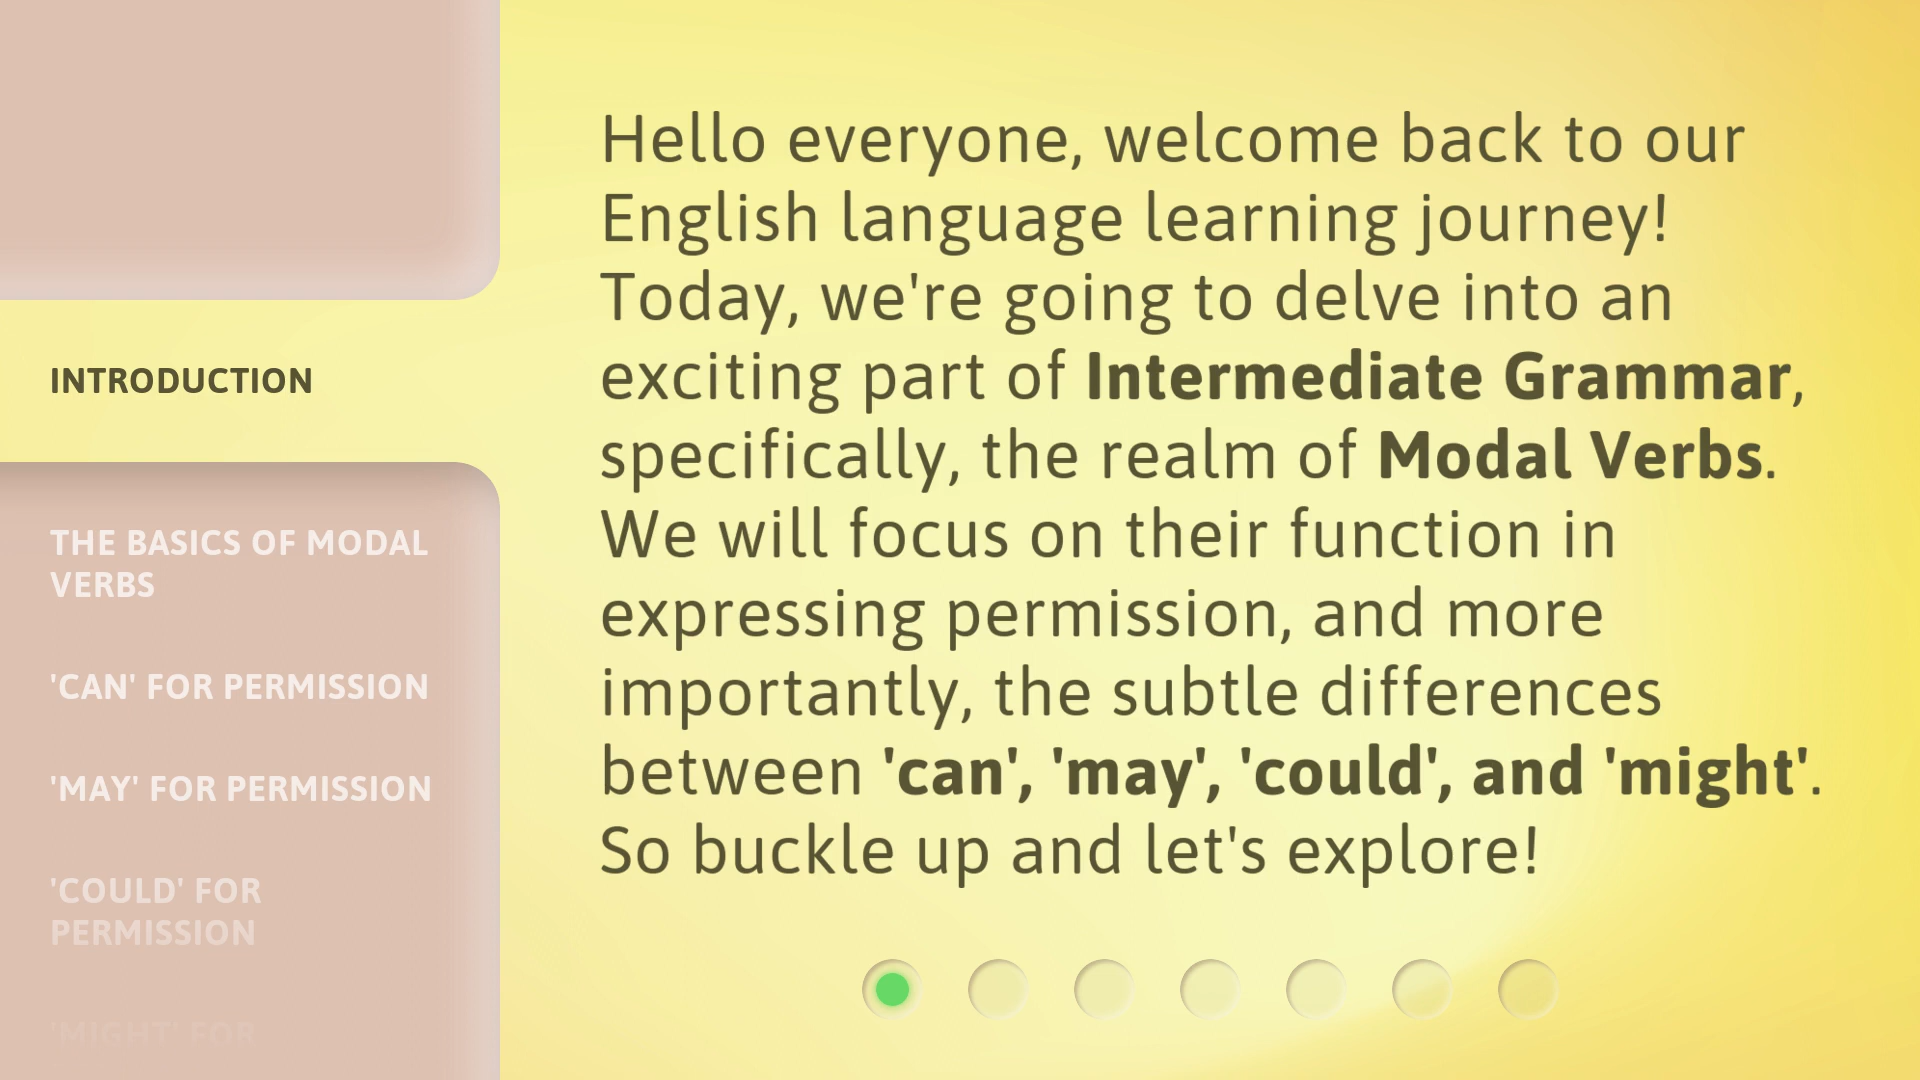 INTRODUCTION
THE BASICS OF MODAL
VERBS
'CAN' FOR PERMISSION
'MAY' FOR PERMISSION
'COULD' FOR
PERMISSION
'MIGHT' FOR
Hello everyone, welcome back to our
English language learning journey!
Today, we're going to delve into an
exciting part of Intermediate Grammar,
specifically, the realm of Modal Verbs.
We will focus on their function in
expressing permission, and more
importantly, the subtle differences
between 'can', 'may', 'could', and 'might'.
So buckle up and let's explore!